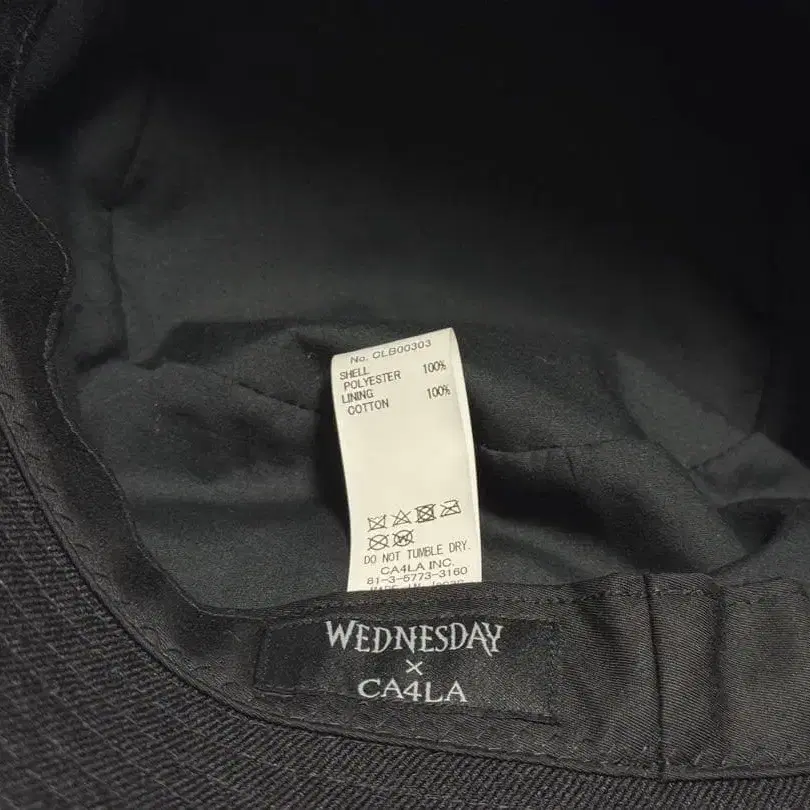 No. CLB00303
SHELL
POLYESTER 100%
LINING
COTTON 100%
DO NOT TUMBLE DRY.
CA4LA INC.
81-3-5773-3160
WEDNESDAY
×
CA4LA